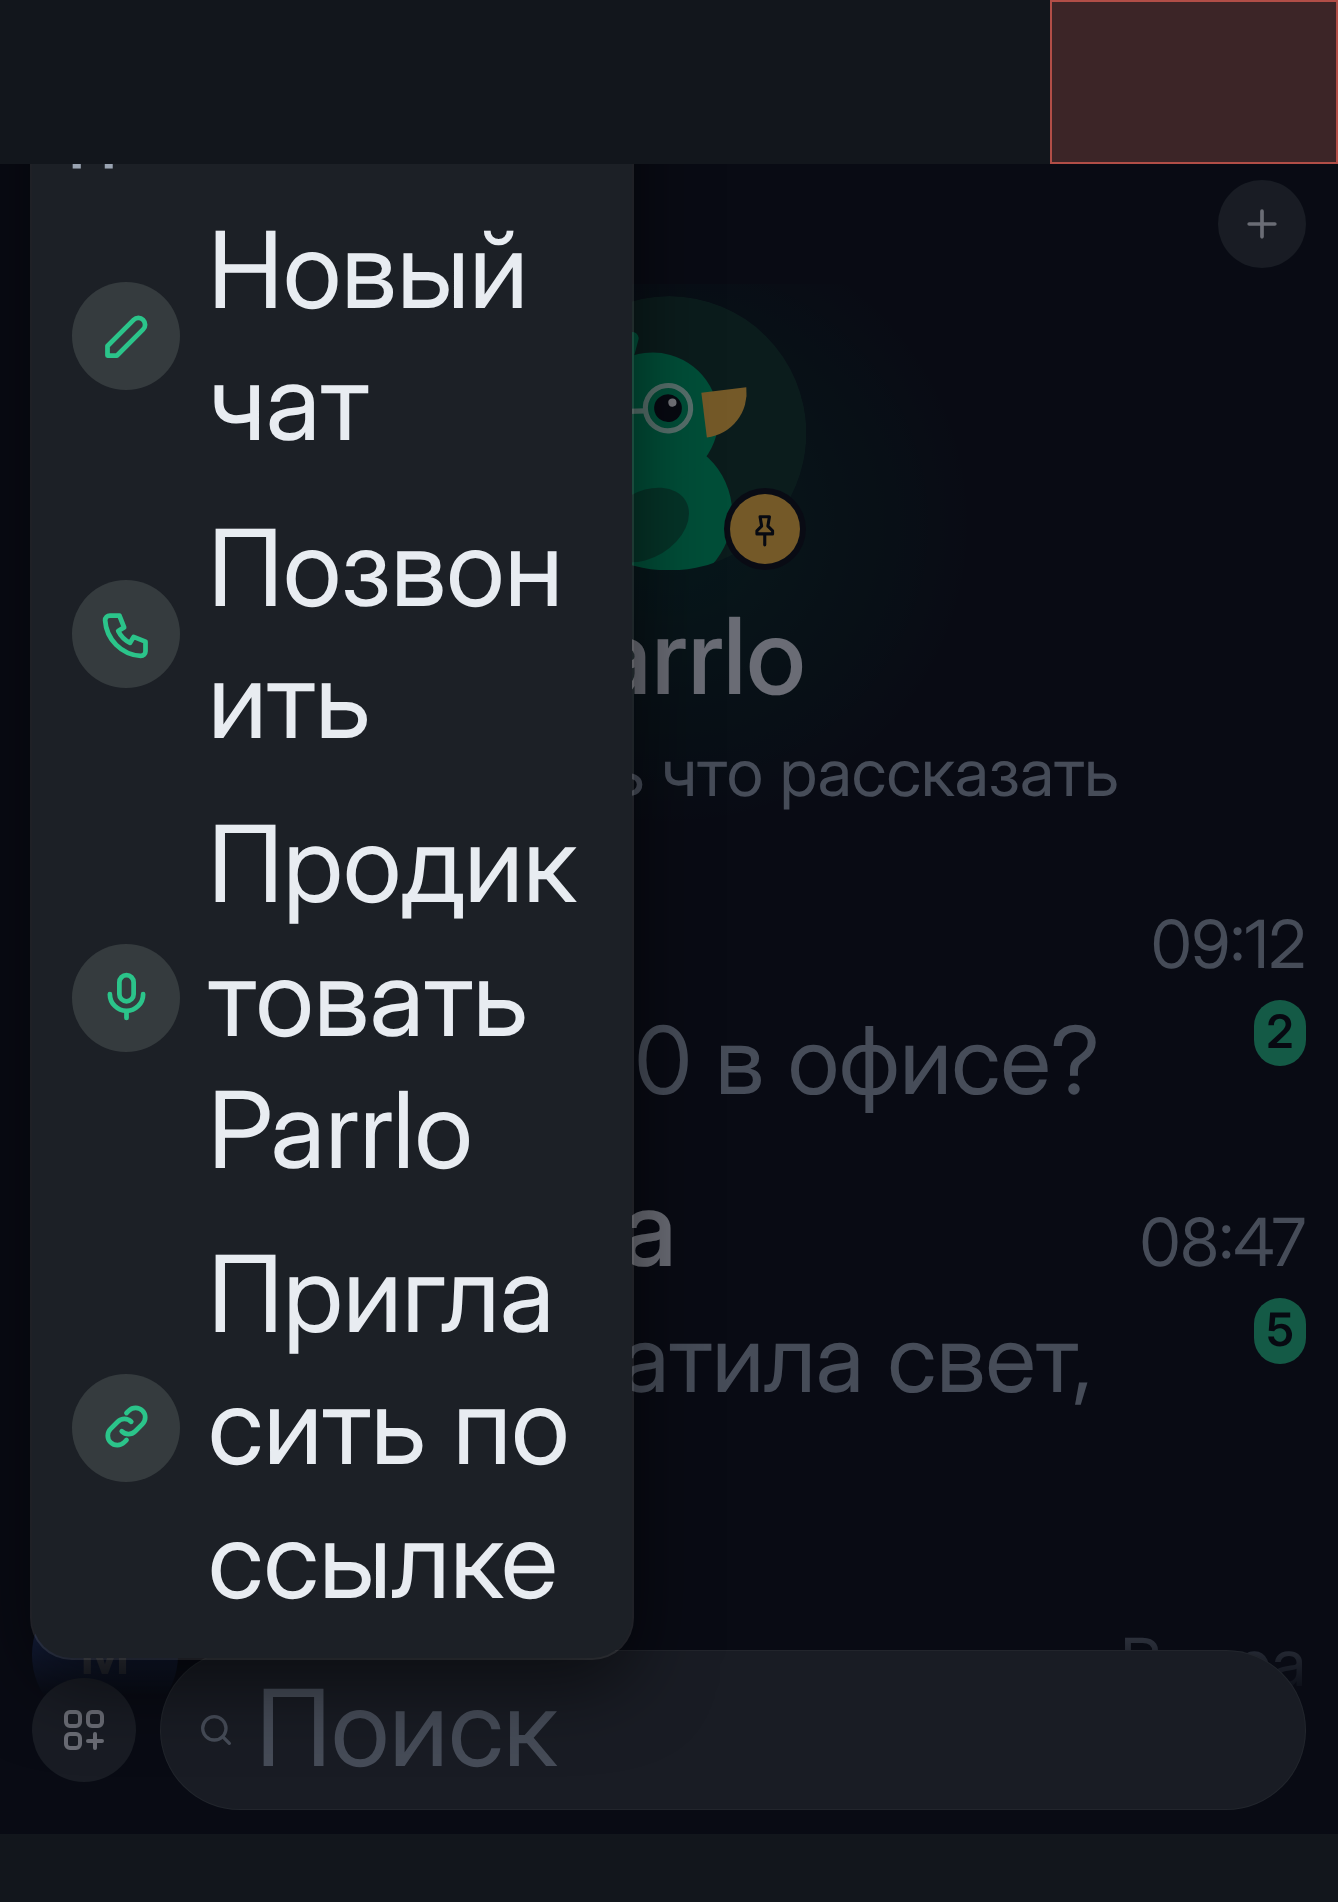 Новый
чат
Позвон
ить
Продик
товать
Parrlo
Пригла
сить по
ссылке
arrlo
что рассказать
09:12
0 в офисе?
2
а
08:47
атила свет,
5
М
Поиск